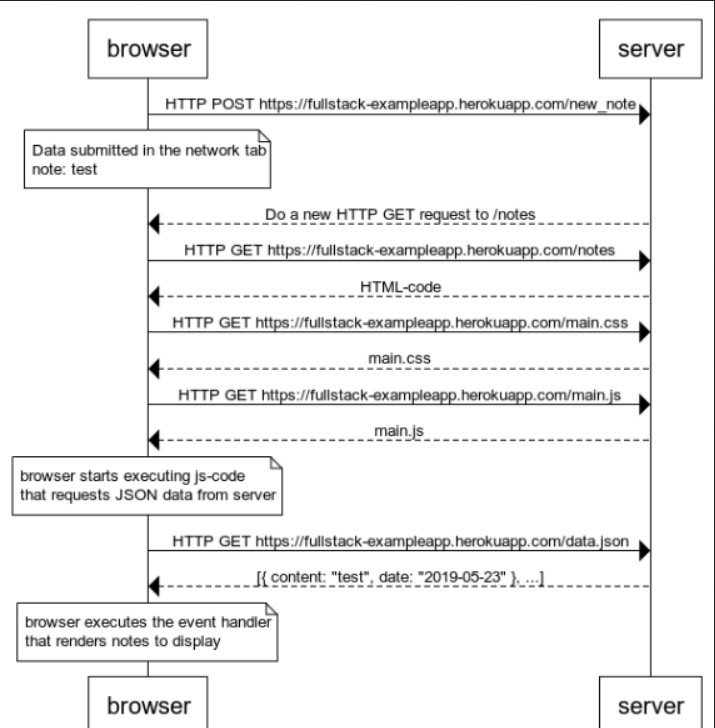 browser server
HTTP POST https://fullstack-exampleapp.herokuapp.com/new_note
Data submitted in the network tab
note: test
Do a new HTTP GET request to /notes
HTTP GET https://fullstack-exampleapp.herokuapp.com/notes
HTML-code
HTTP GET https://fullstack-exampleapp.herokuapp.com/main.css
main.css
HTTP GET https://fullstack-exampleapp.herokuapp.com/main.js
main.js
browser starts executing js-code
that requests JSON data from server
HTTP GET https://fullstack-exampleapp.herokuapp.com/data.json
[{ content: "test", date: "2019-05-23" }, ...]
browser executes the event handler
that renders notes to display
browser server